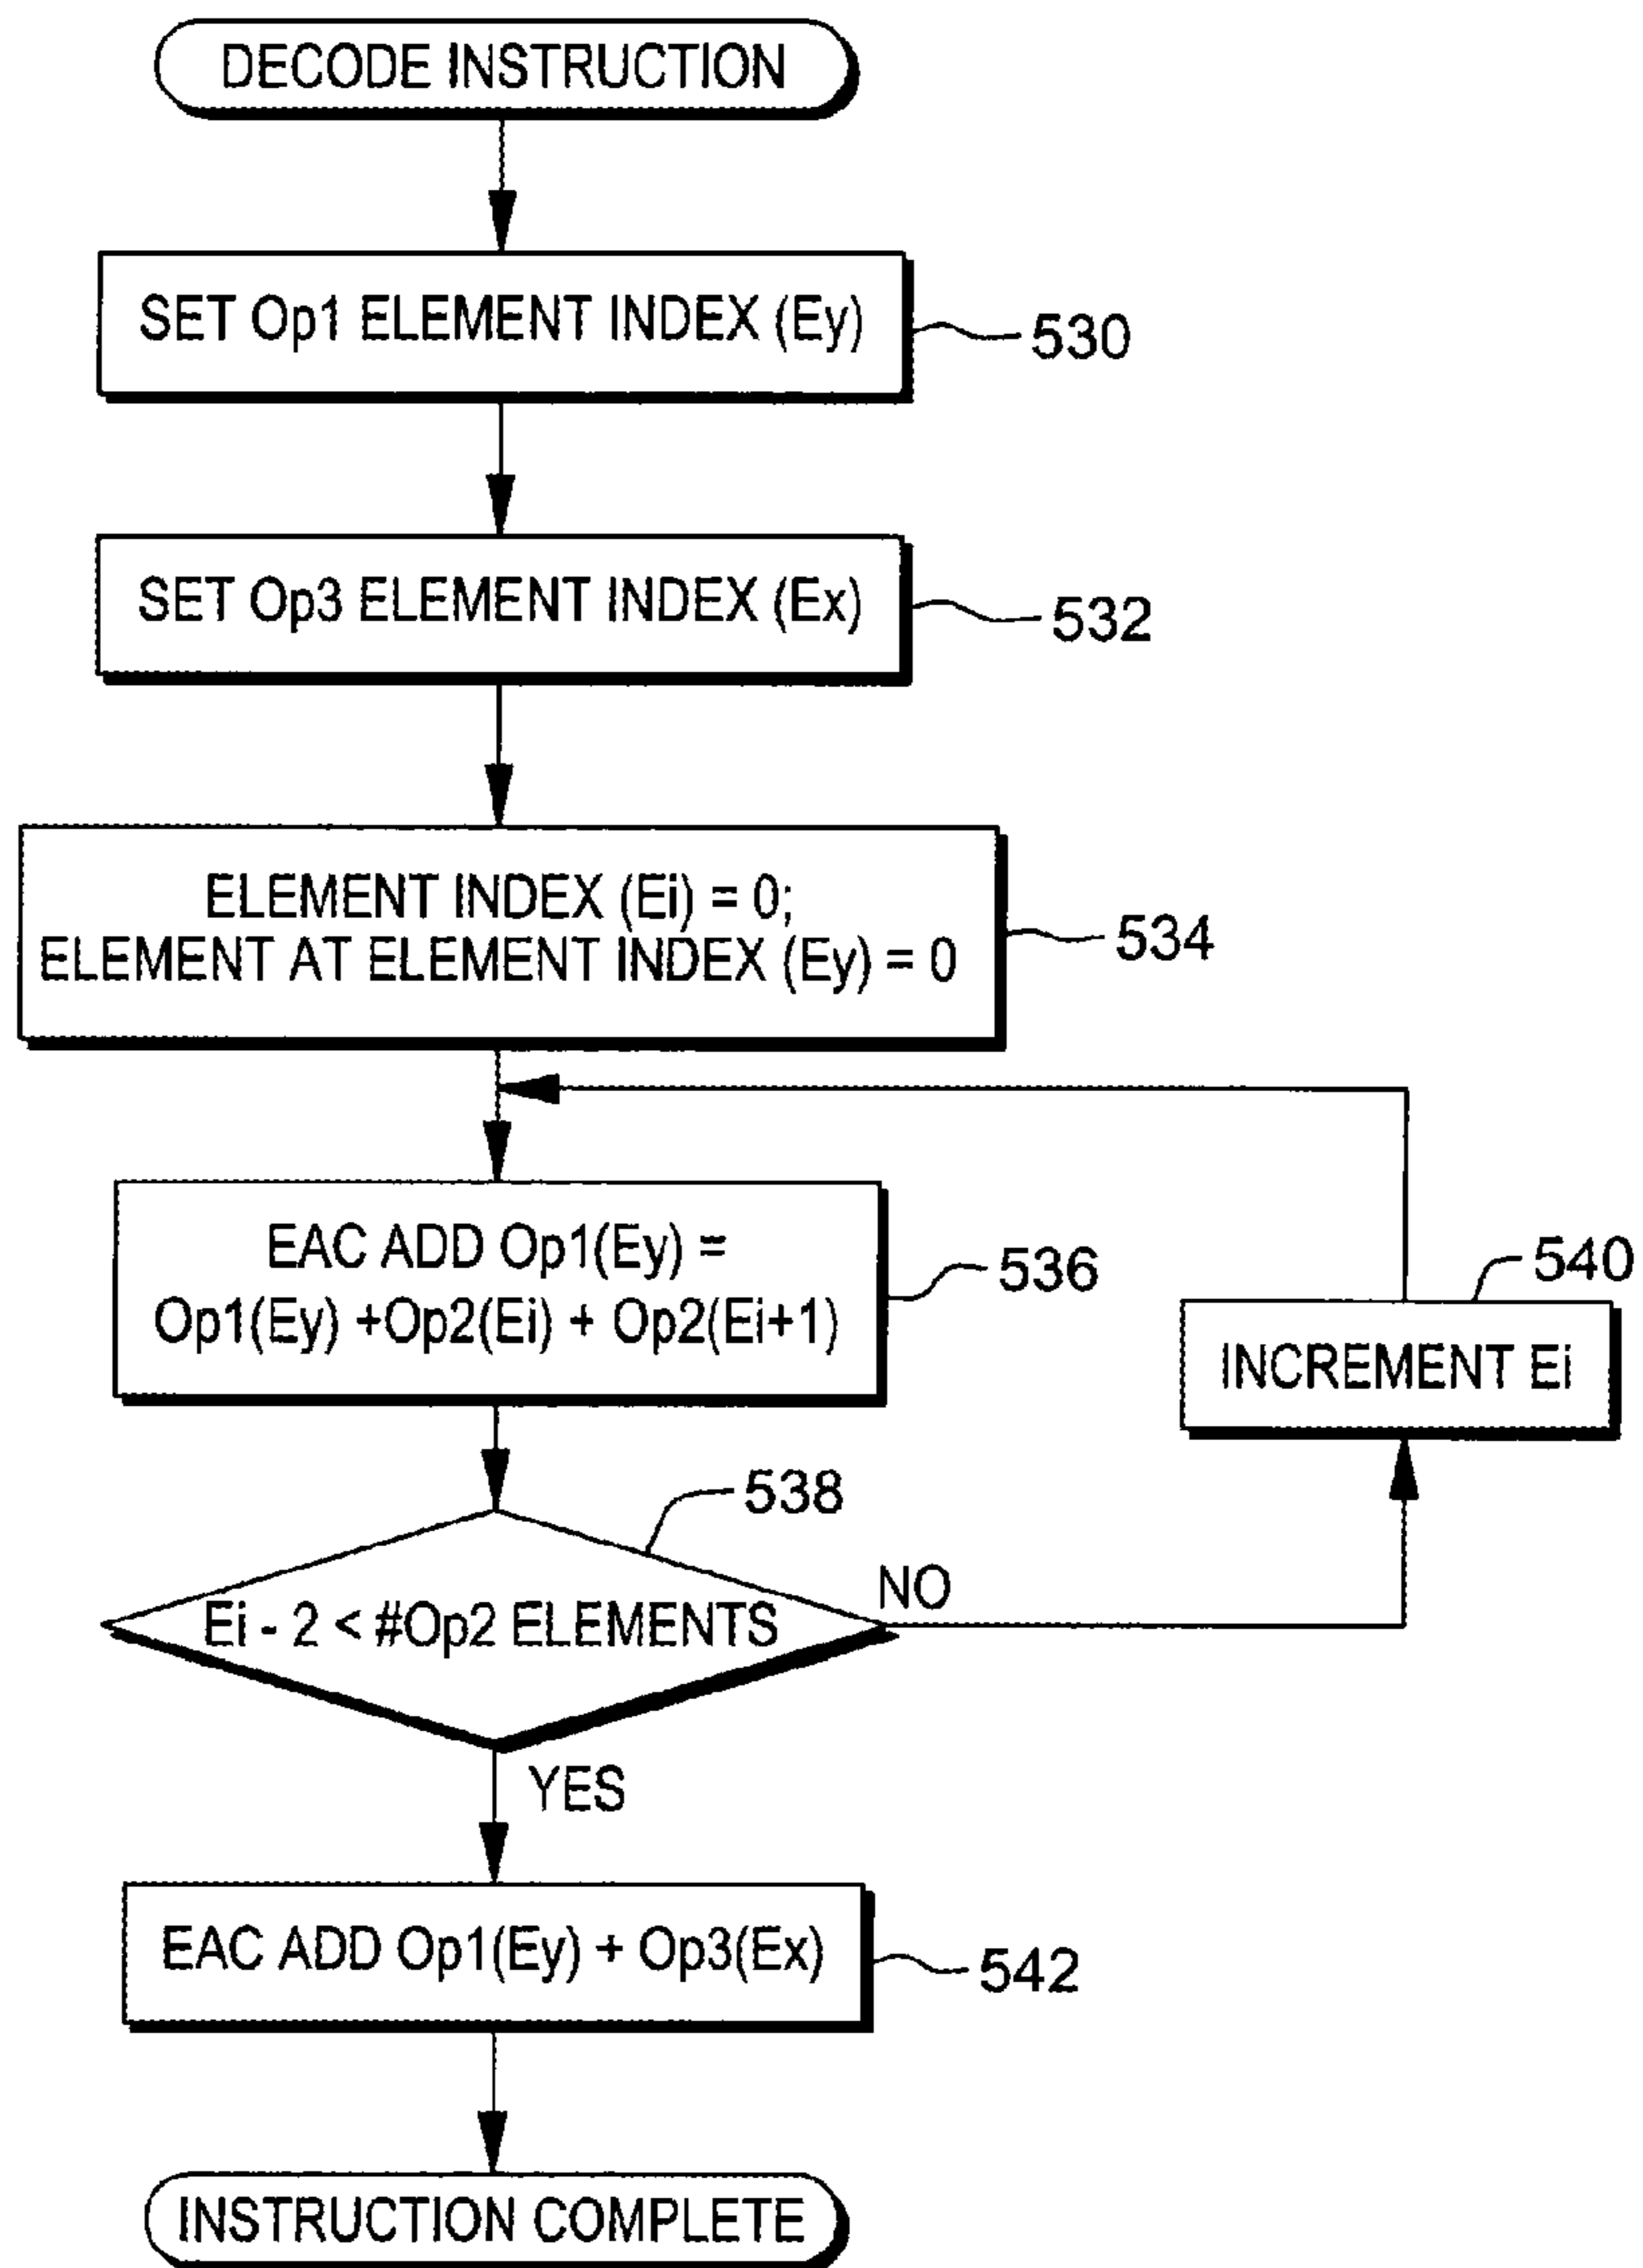 DECODE INSTRUCTION
SET Op1 ELEMENT INDEX (Ey)
530
SET Op3 ELEMENT INDEX (Ex)
532
ELEMENT INDEX (Ei) = 0;
ELEMENT AT ELEMENT INDEX (Ey) = 0
534
EAC ADD Op1(Ey) =
Op1(Ey) +Op2(Ei) + Op2(Ei+1)
536
540
INCREMENT Ei
538
Ei - 2 < #Op2 ELEMENTS
NO
YES
EAC ADD Op1(Ey) + Op3(Ex)
542
INSTRUCTION COMPLETE